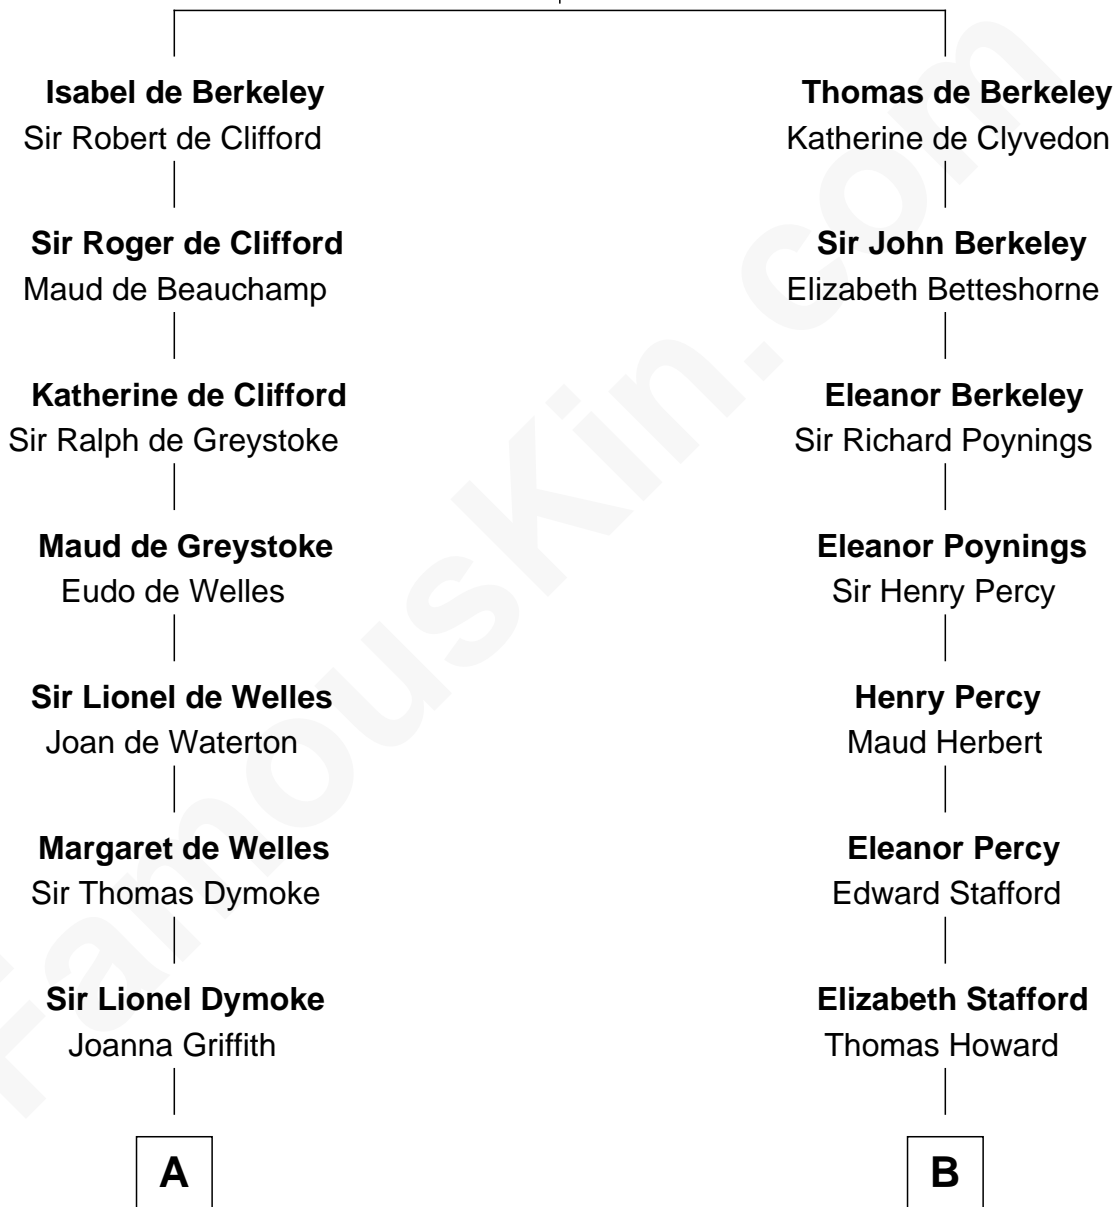 Isabel de Berkeley
Sir Robert de Clifford
Thomas de Berkeley
Katherine de Clyvedon
Sir Roger de Clifford
Maud de Beauchamp
Sir John Berkeley
Elizabeth Betteshorne
Katherine de Clifford
Sir Ralph de Greystoke
Eleanor Berkeley
Sir Richard Poynings
Maud de Greystoke
Eudo de Welles
Eleanor Poynings
Sir Henry Percy
Sir Lionel de Welles
Joan de Waterton
Henry Percy
Maud Herbert
Margaret de Welles
Sir Thomas Dymoke
Eleanor Percy
Edward Stafford
Sir Lionel Dymoke
Joanna Griffith
Elizabeth Stafford
Thomas Howard
A
B
FamousKin.com